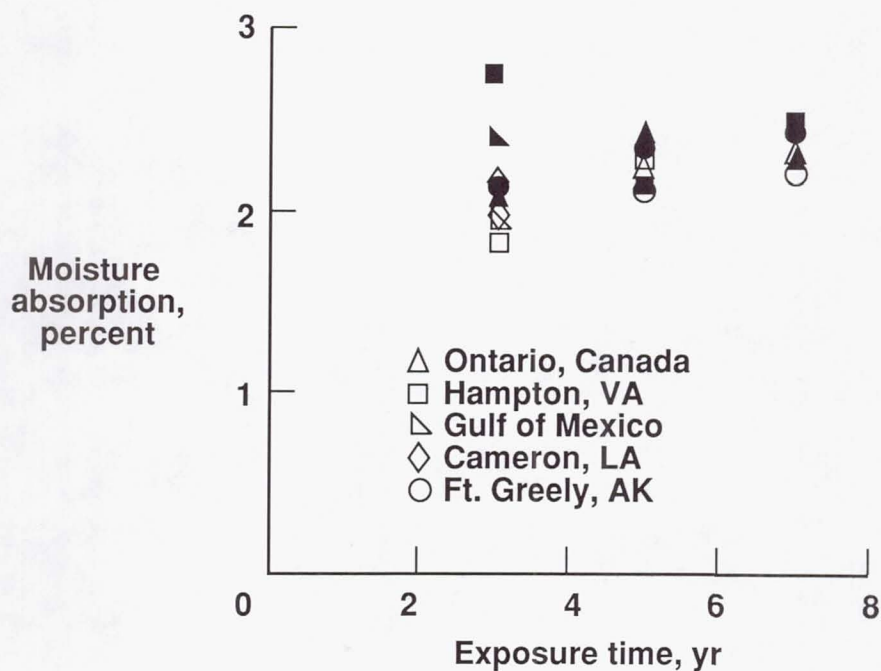 3
2
1
Moisture
absorption,
percent
Ontario, Canada
Hampton, VA
Gulf of Mexico
Cameron, LA
Ft. Greely, AK
0 2 4 6 8
Exposure time, yr